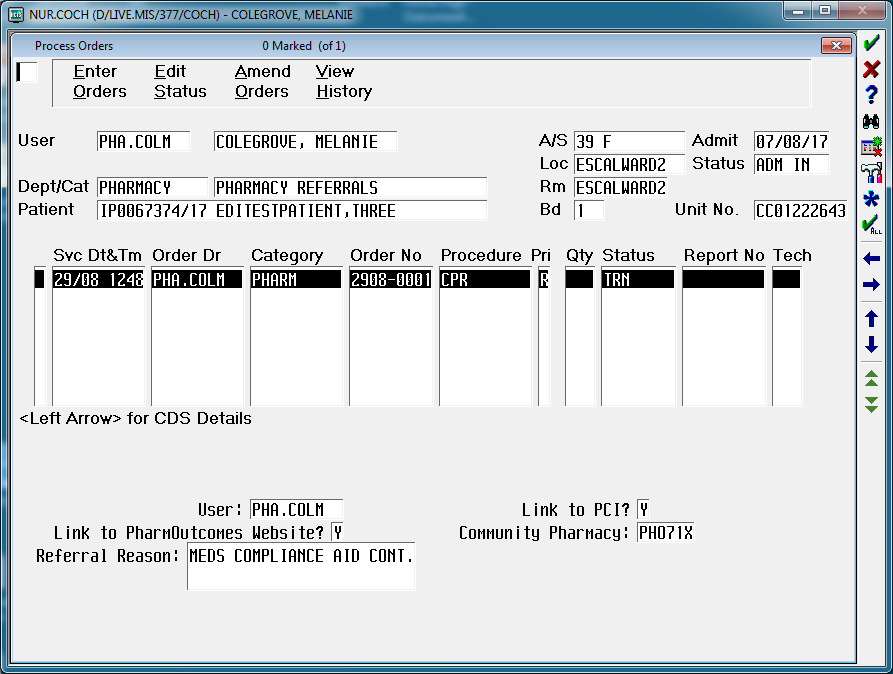 NUR.COCH (D/LIVE.MIS/377/COCH) - COLEGROVE, MELANIE
Process Orders 0 Marked (of 1)
Enter Orders Edit Status Amend Orders View History
User PHA.COLM COLEGROVE, MELANIE A/S 39 F Admit 07/08/17
Loc ESCALWARD2 Status ADM IN
Dept/Cat PHARMACY PHARMACY REFERRALS Rm ESCALWARD2
Patient IP0067374/17 EDITESTPATIENT,THREE Bd 1 Unit No. CC01222643
Svc Dt&Tm Order Dr Category Order No Procedure Pri Qty Status Report No Tech
29/08 1248 PHA.COLM PHARM 2908-0001 CPR R TRN
<Left Arrow> for CDS Details
User: PHA.COLM Link to PCI? Y
Link to PharmOutcomes Website? Y Community Pharmacy: PHO71X
Referral Reason: MEDS COMPLIANCE AID CONT.
ALL